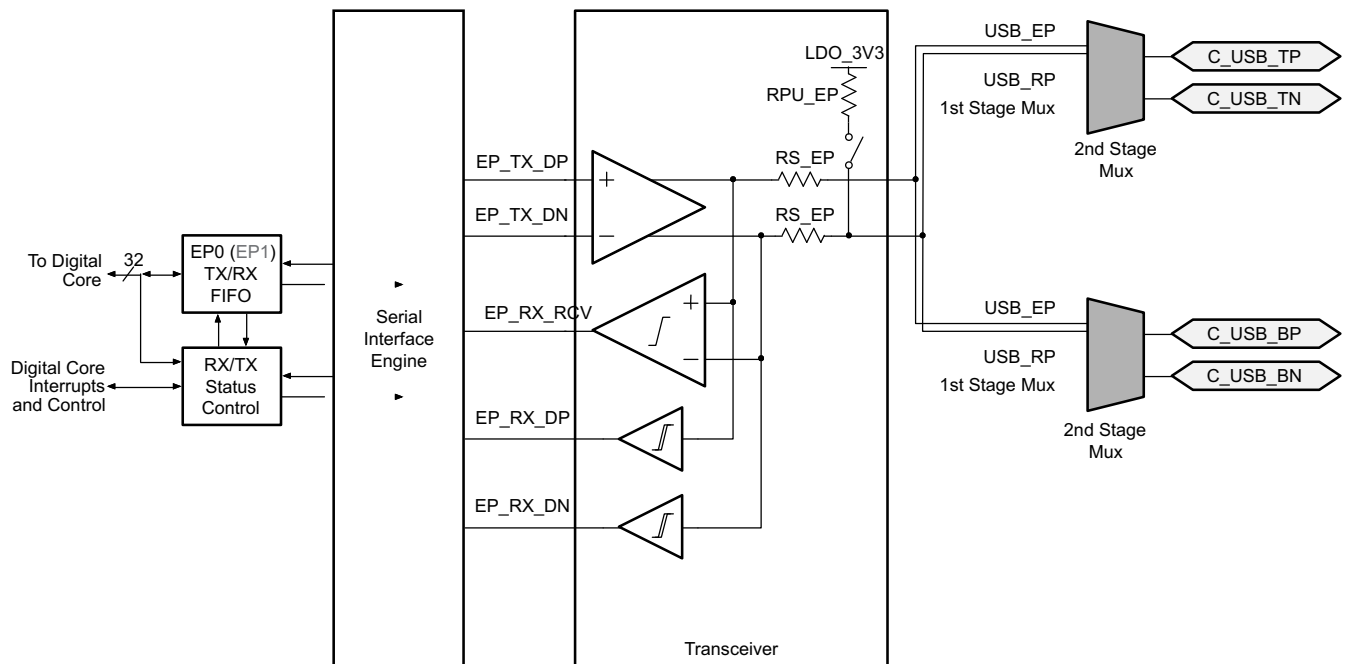 To Digital
Core
32
EP0 (EP1)
TX/RX
FIFO
Digital Core
Interrupts
and Control
RX/TX
Status
Control
Serial
Interface
Engine
EP_TX_DP
EP_TX_DN
EP_RX_RCV
EP_RX_DP
EP_RX_DN
LDO_3V3
RPU_EP
RS_EP
RS_EP
+
−
+
−
Transceiver
USB_EP
USB_RP
1st Stage Mux
2nd Stage
Mux
C_USB_TP
C_USB_TN
USB_EP
USB_RP
1st Stage Mux
2nd Stage
Mux
C_USB_BP
C_USB_BN